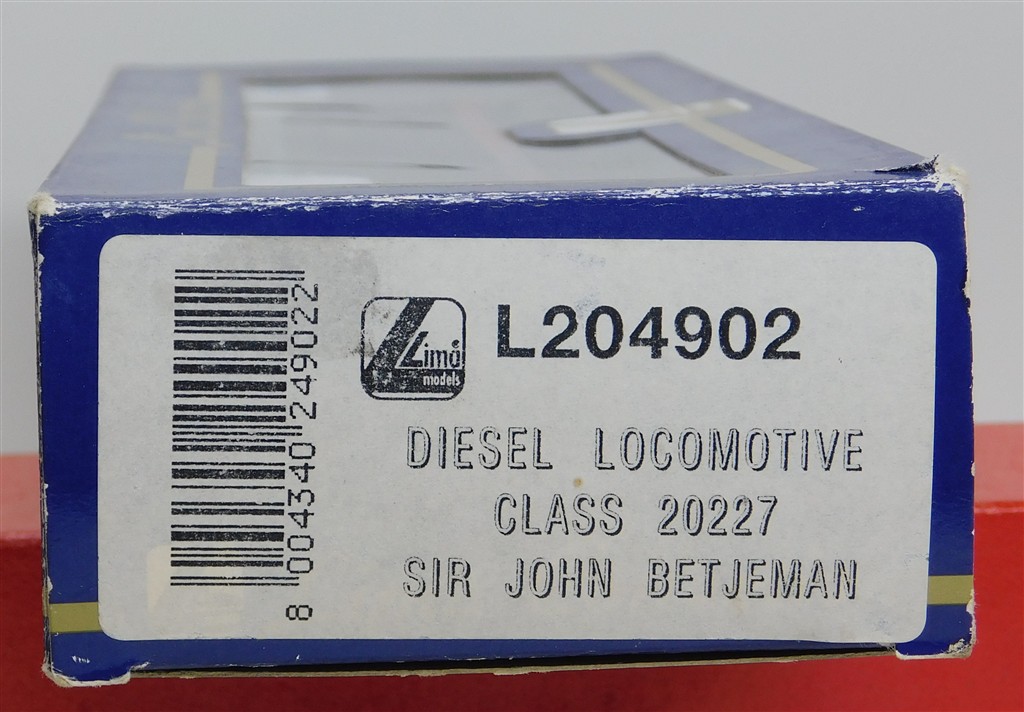 8 004340 249022
Lima
models
L204902
DIESEL LOCOMOTIVE
CLASS 20227
SIR JOHN BETJEMAN